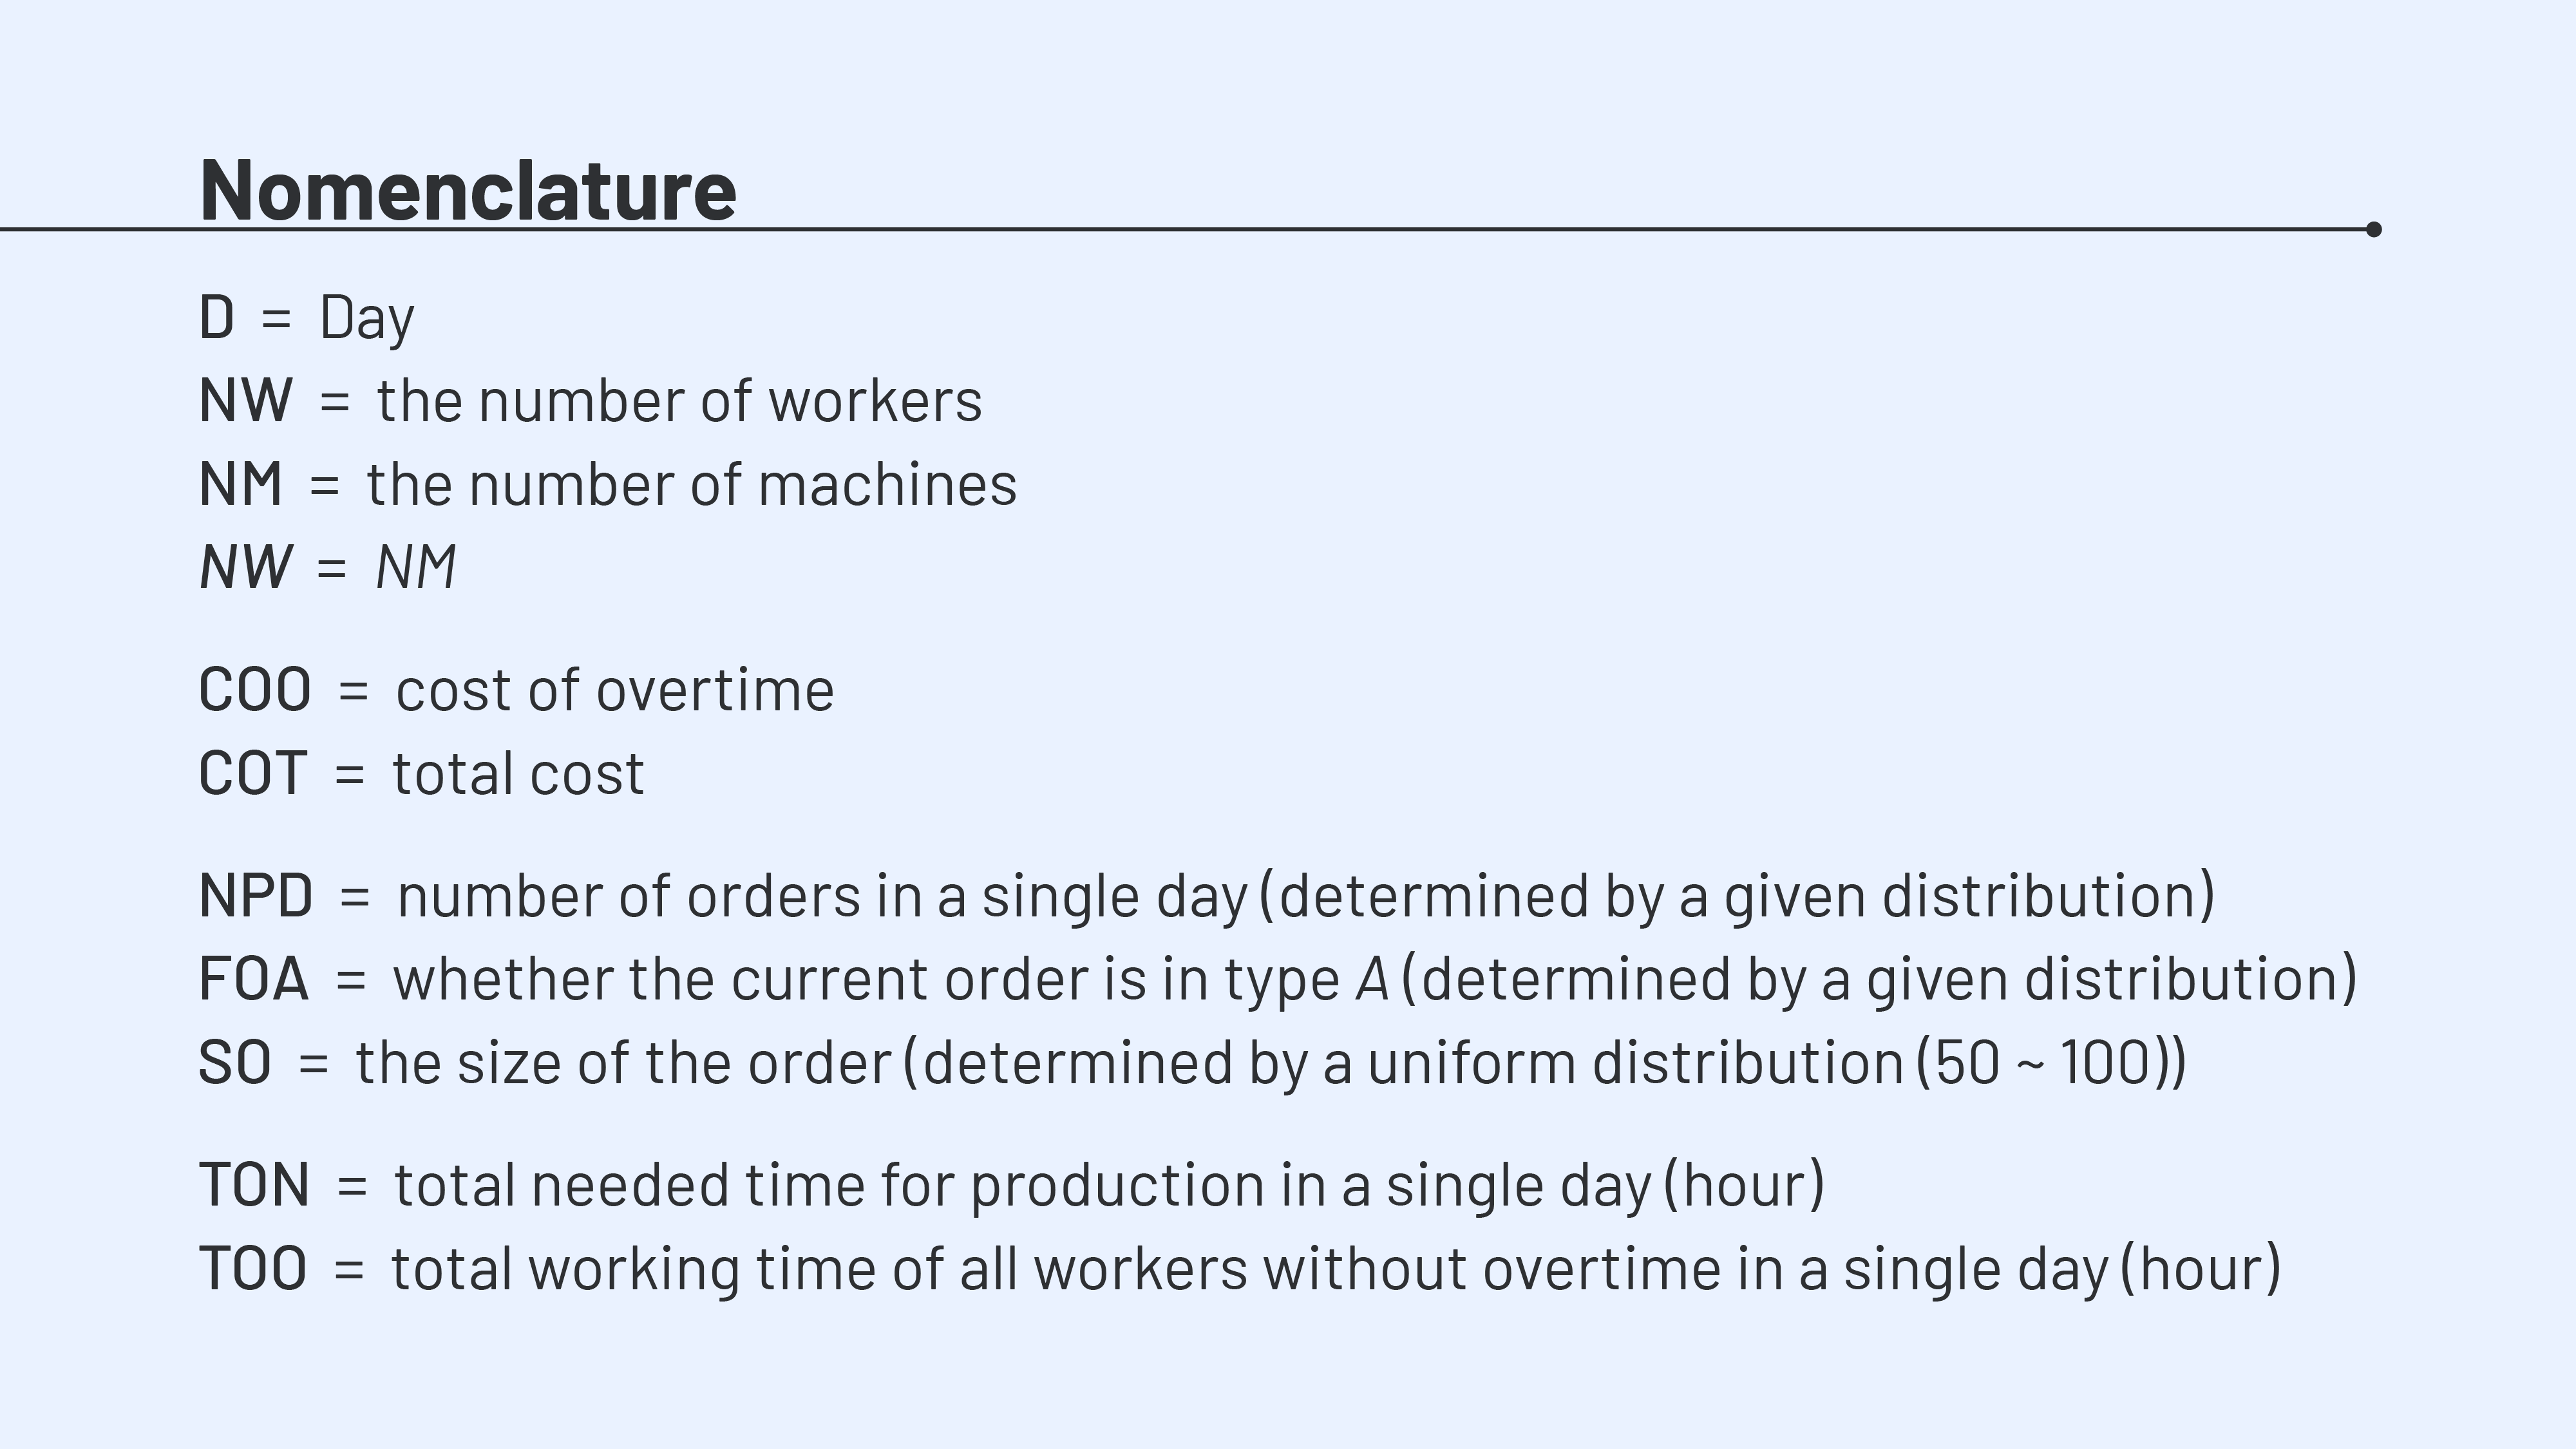 Nomenclature
D = Day
NW = the number of workers
NM = the number of machines
NW = NM
COO = cost of overtime
COT = total cost
NPD = number of orders in a single day (determined by a given distribution)
FOA = whether the current order is in type A (determined by a given distribution)
SO = the size of the order (determined by a uniform distribution (50 ~ 100))
TON = total needed time for production in a single day (hour)
TOO = total working time of all workers without overtime in a single day (hour)